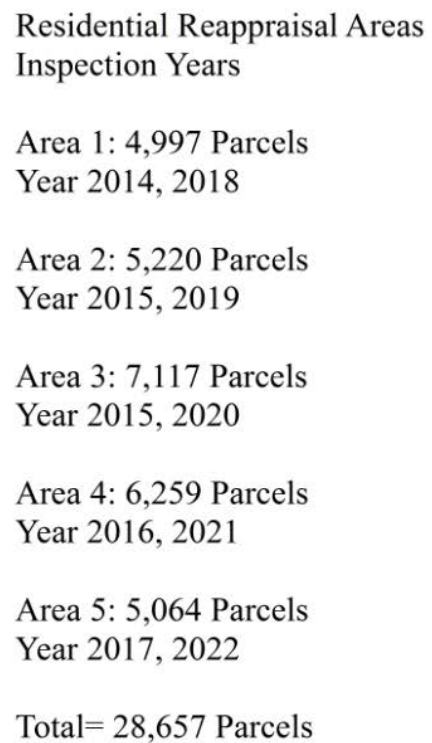 Residential Reappraisal Areas
Inspection Years
Area 1: 4,997 Parcels
Year 2014, 2018
Area 2: 5,220 Parcels
Year 2015, 2019
Area 3: 7,117 Parcels
Year 2015, 2020
Area 4: 6,259 Parcels
Year 2016, 2021
Area 5: 5,064 Parcels
Year 2017, 2022
Total= 28,657 Parcels